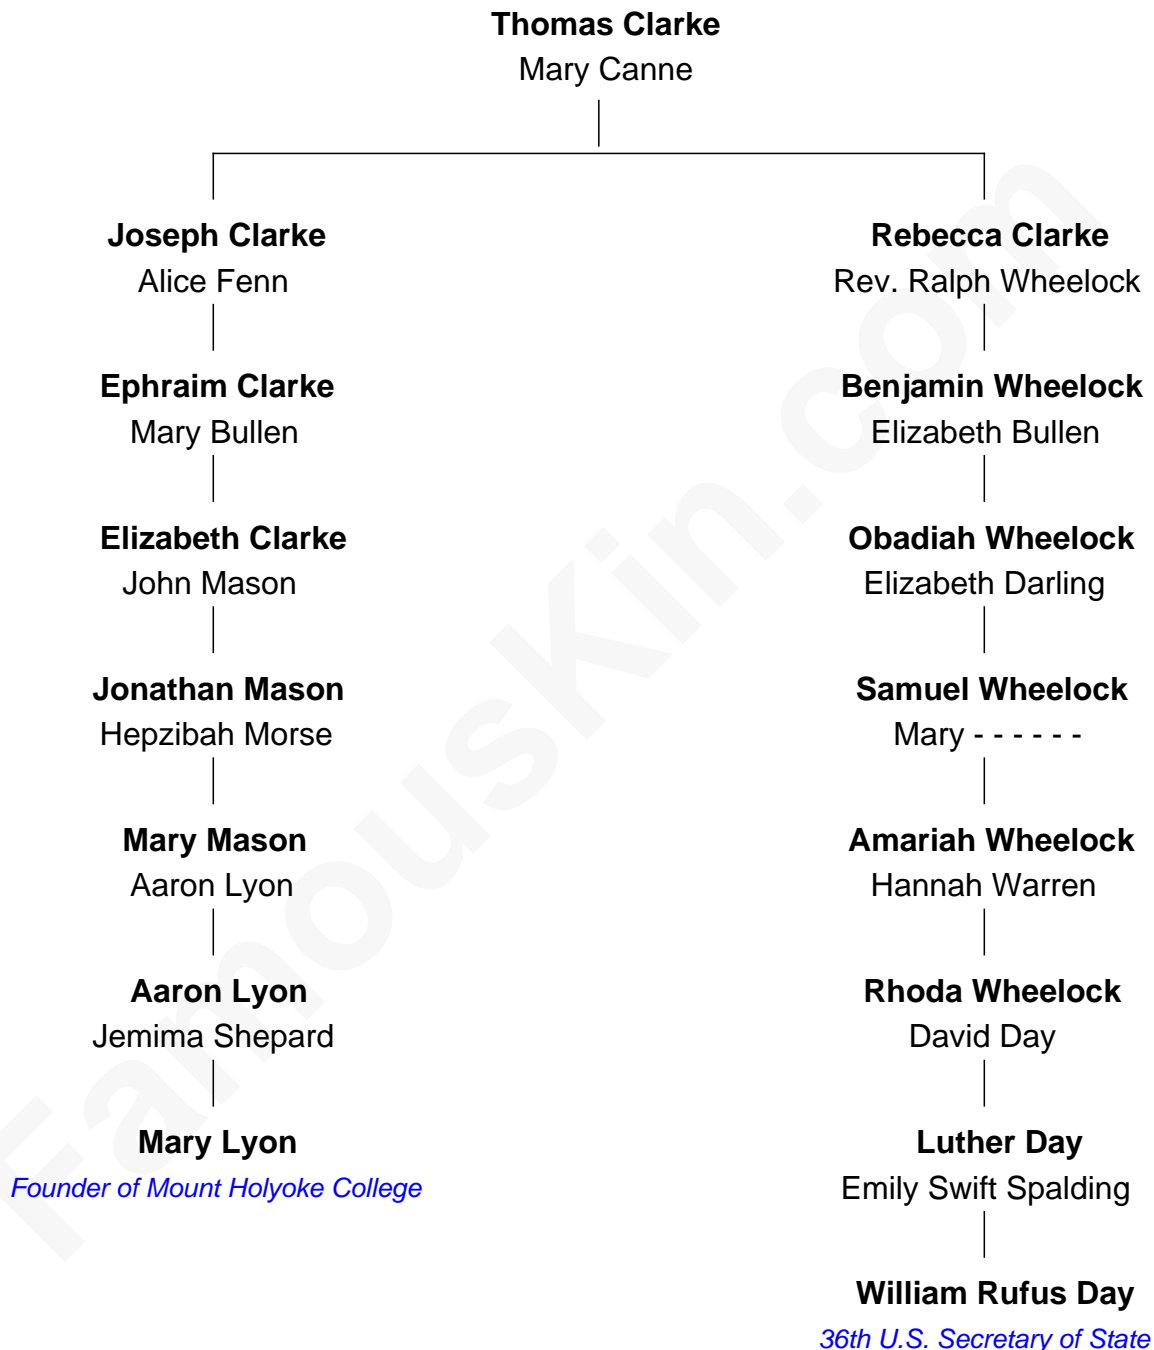 Thomas Clarke
Mary Canne
Joseph Clarke
Alice Fenn
Ephraim Clarke
Mary Bullen
Elizabeth Clarke
John Mason
Jonathan Mason
Hepzibah Morse
Mary Mason
Aaron Lyon
Aaron Lyon
Jemima Shepard
Mary Lyon
Founder of Mount Holyoke College
Rebecca Clarke
Rev. Ralph Wheelock
Benjamin Wheelock
Elizabeth Bullen
Obadiah Wheelock
Elizabeth Darling
Samuel Wheelock
Mary - - - - - -
Amariah Wheelock
Hannah Warren
Rhoda Wheelock
David Day
Luther Day
Emily Swift Spalding
William Rufus Day
36th U.S. Secretary of State
FamousKin.com